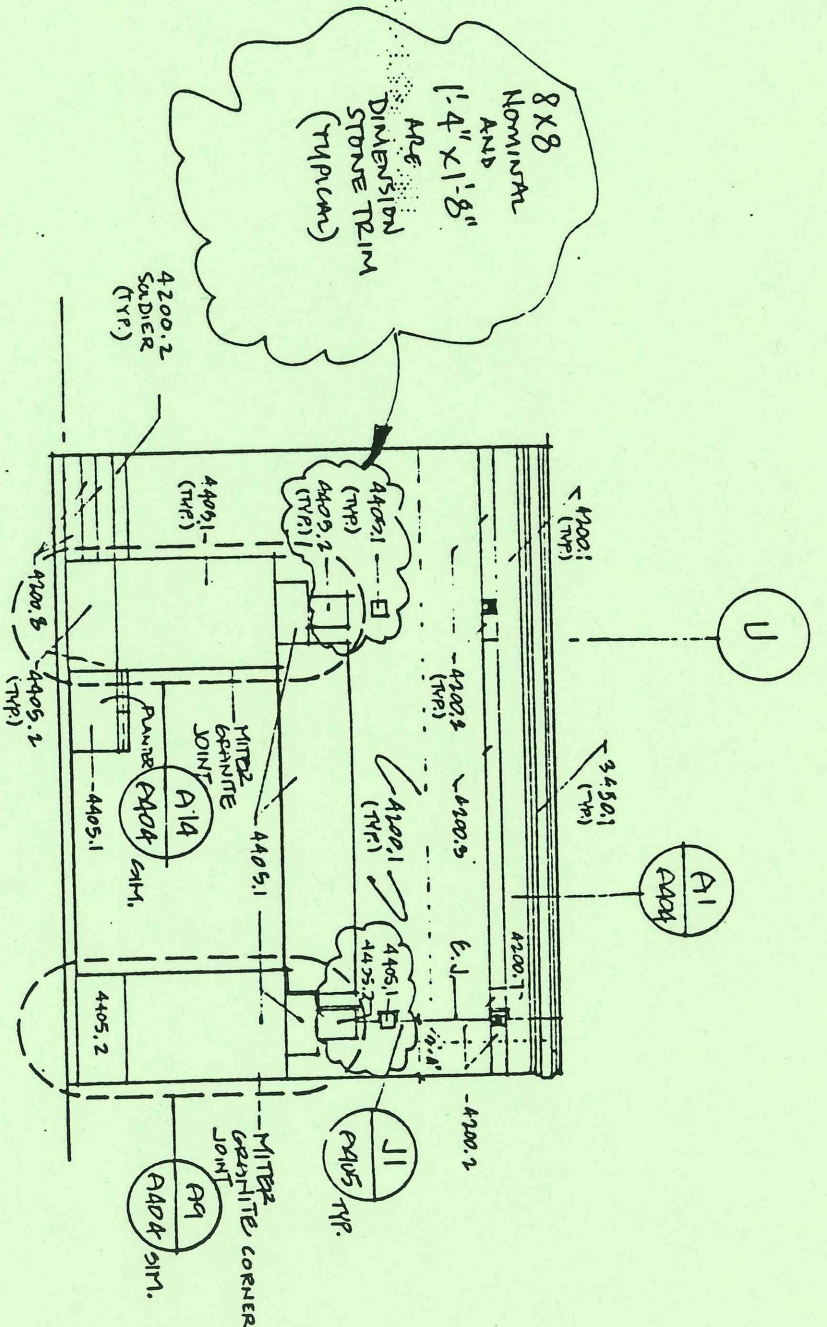 8X8
NOMINAL
AND
1'-4" X 1'-8"
ARE
DIMENSION
STONE TRIM
(TYPICAL)
U
A1
A404
3450.1
(TYP.)
4200.1
(TYP.)
4200.7
4200.3
(TYP.)
4200.3
E.J.
4200.1
(TYP.)
4200.2
4405.1
(TYP.)
4405.2
(TYP.)
4405.1
4405.2
J1
A405
TYP.
4405.1
(TYP.)
4405.1
4200.2
SOLDIER
(TYP.)
MITER
GRANITE
JOINT
A14
A404
SIM.
PLANTER
4405.1
4200.8
4405.2
(TYP.)
4405.2
MITER
GRANITE CORNER
JOINT
A9
A404
SIM.